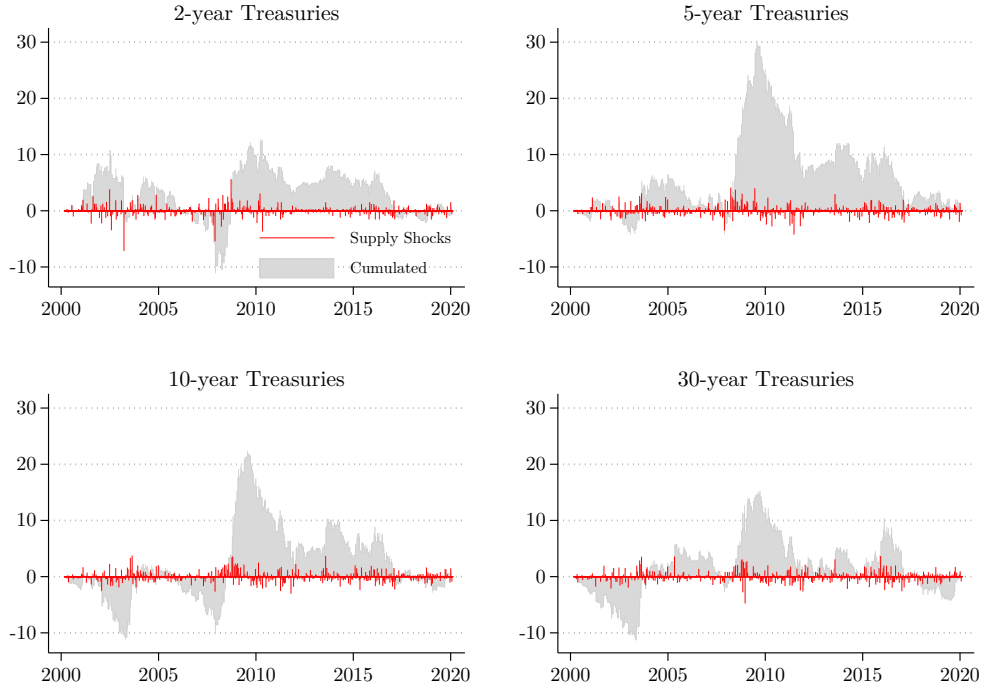 2-year Treasuries
30
20
10
0
-10
2000 2005 2010 2015 2020
Supply Shocks
Cumulated
5-year Treasuries
30
20
10
0
-10
2000 2005 2010 2015 2020
10-year Treasuries
30
20
10
0
-10
2000 2005 2010 2015 2020
30-year Treasuries
30
20
10
0
-10
2000 2005 2010 2015 2020